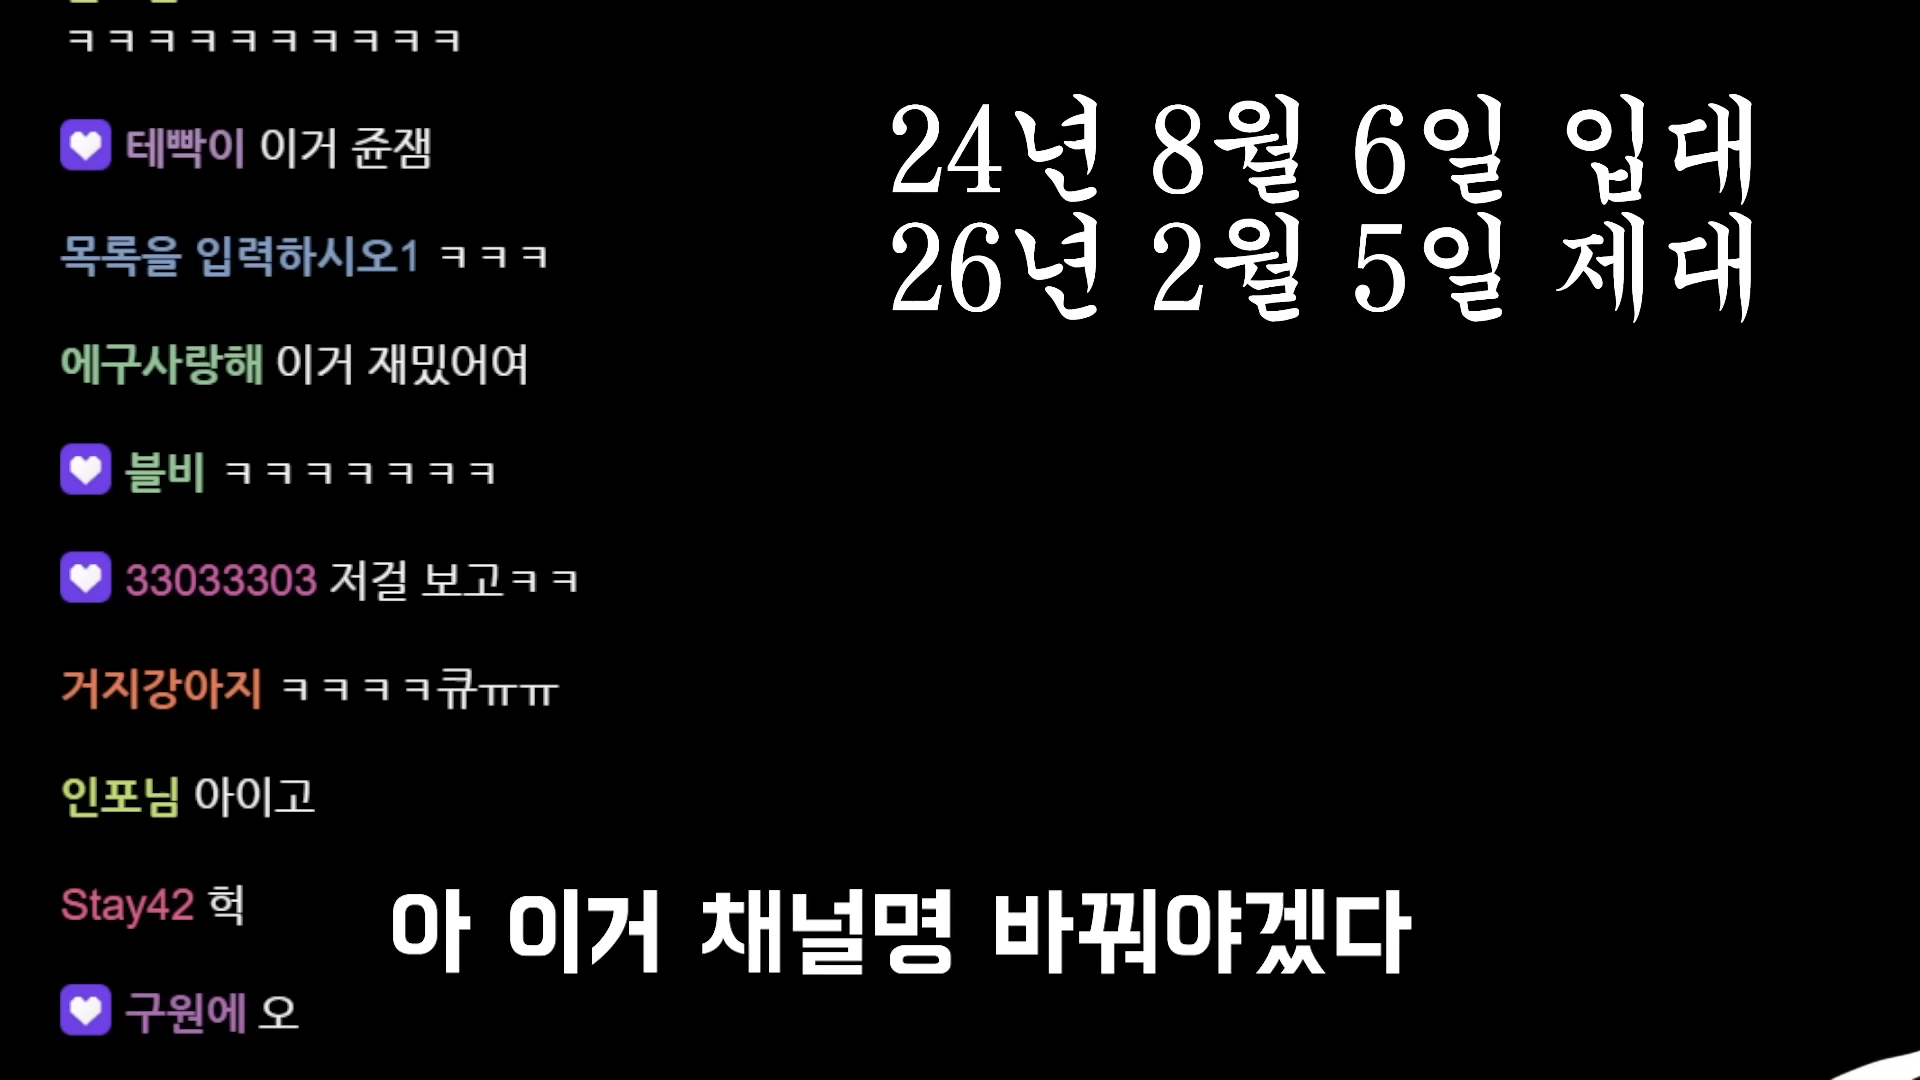 ㅋㅋㅋㅋㅋㅋㅋㅋㅋㅋ
테빡이 이거 쥰잼
목록을 입력하시오1 ㅋㅋㅋ
에구사랑해 이거 재밌어여
블비 ㅋㅋㅋㅋㅋㅋㅋ
33033303 저걸 보고ㅋㅋ
거지강아지 ㅋㅋㅋㅋ큐ㅠㅠ
인포님 아이고
Stay42 헉
구원에 오
24년 8월 6일 입대
26년 2월 5일 제대
아 이거 채널명 바꿔야겠다